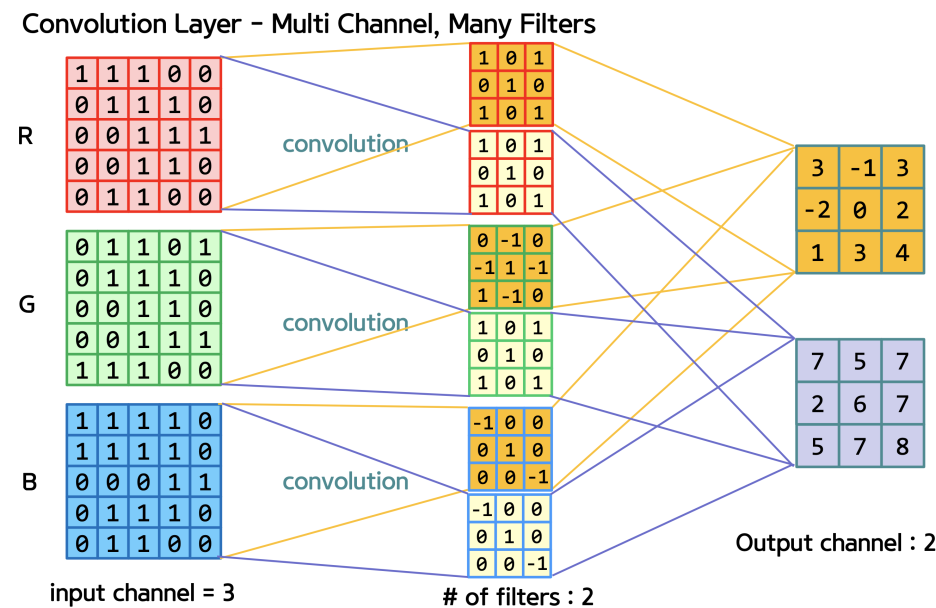 Convolution Layer - Multi Channel, Many Filters
R
1 1 1 0 0
0 1 1 1 0
0 0 1 1 1
0 0 1 1 0
0 1 1 0 0
convolution
1 0 1
0 1 0
1 0 1
1 0 1
0 1 0
1 0 1
G
0 1 1 0 1
0 1 1 1 0
0 0 1 1 0
0 0 1 1 1
1 1 1 0 0
convolution
0 -1 0
-1 1 -1
1 -1 0
1 0 1
0 1 0
1 0 1
B
1 1 1 1 0
1 1 1 1 0
0 0 0 1 1
0 1 1 1 0
0 1 1 0 0
convolution
-1 0 0
0 1 0
0 0 -1
-1 0 0
0 1 0
0 0 -1
3 -1 3
-2 0 2
1 3 4
7 5 7
2 6 7
5 7 8
input channel = 3
# of filters : 2
Output channel : 2